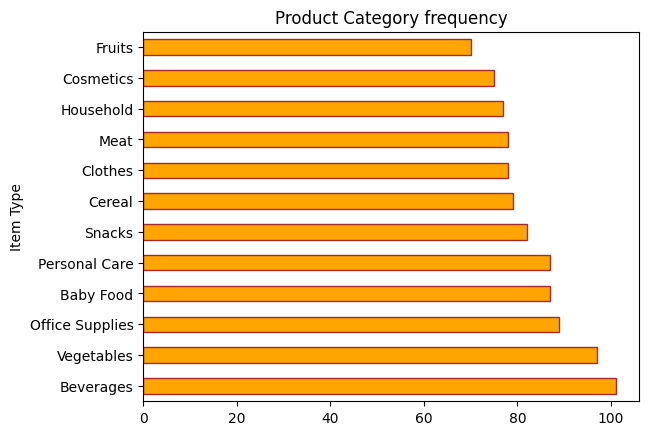 Product Category frequency
Fruits
Cosmetics
Household
Meat
Clothes
Cereal
Snacks
Personal Care
Baby Food
Office Supplies
Vegetables
Beverages
Item Type
0 20 40 60 80 100